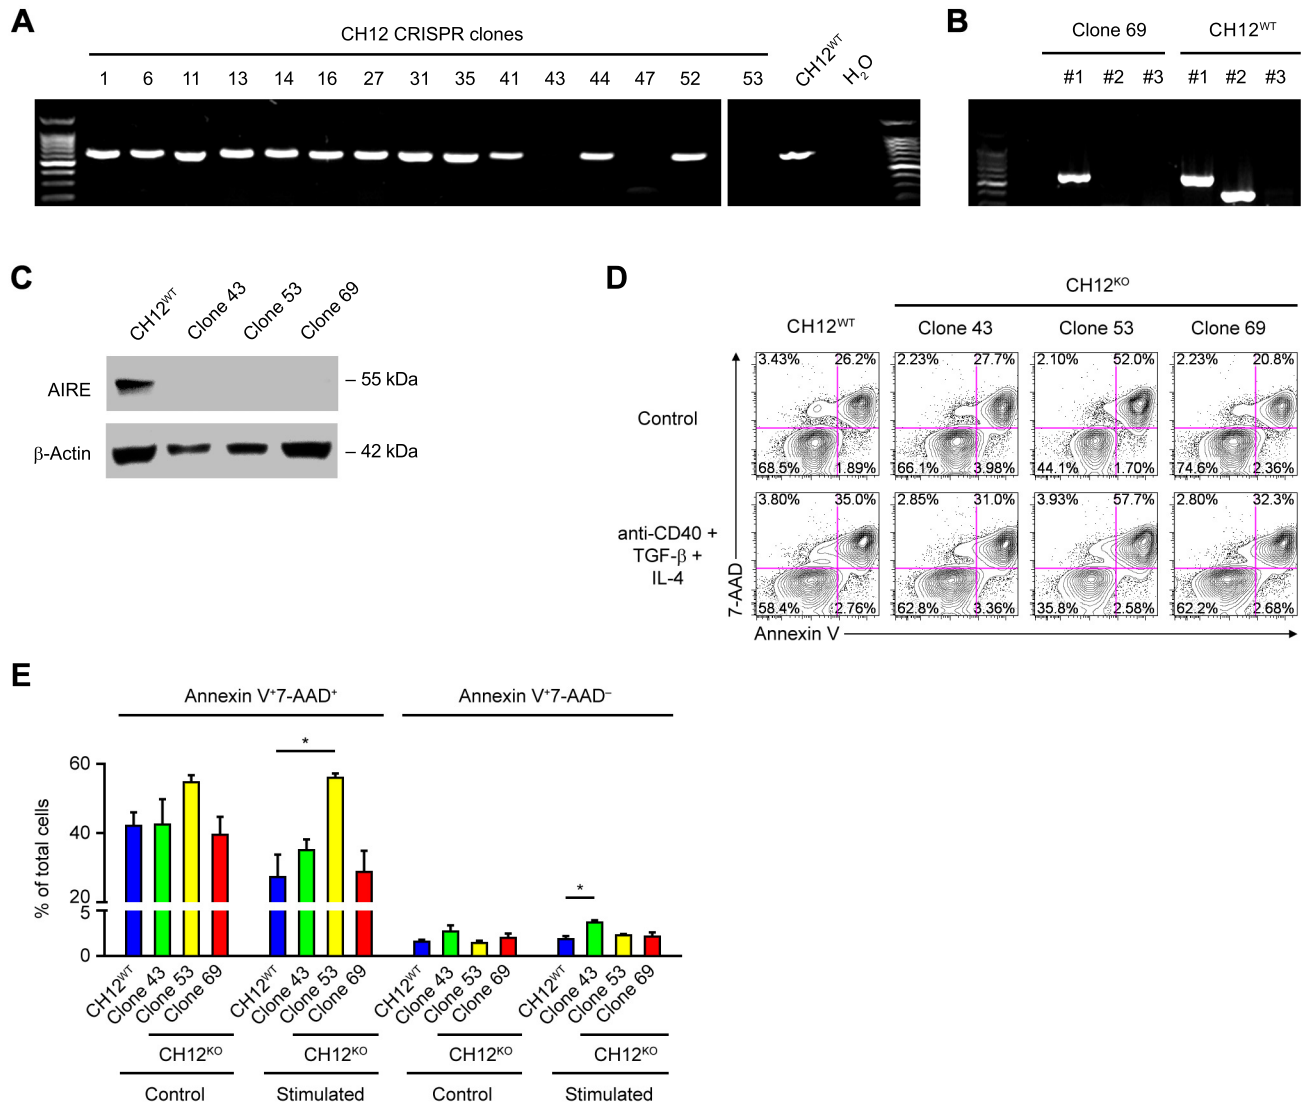 A
CH12 CRISPR clones
1 6 11 13 14 16 27 31 35 41 43 44 47 52 53 CH12WT H2O
B
Clone 69 CH12WT
#1 #2 #3 #1 #2 #3
C
CH12WT Clone 43 Clone 53 Clone 69
AIRE – 55 kDa
β-Actin – 42 kDa
D
CH12KO
CH12WT Clone 43 Clone 53 Clone 69
Control
3.43% 26.2% 2.23% 27.7% 2.10% 52.0% 2.23% 20.8%
68.5% 1.89% 66.1% 3.98% 44.1% 1.70% 74.6% 2.36%
anti-CD40 +
TGF-β +
IL-4
3.80% 35.0% 2.85% 31.0% 3.93% 57.7% 2.80% 32.3%
58.4% 2.76% 62.8% 3.36% 35.8% 2.58% 62.2% 2.68%
7-AAD
Annexin V
E
Annexin V+7-AAD+ Annexin V+7-AAD–
* *
% of total cells
60
40
20
5
0
CH12WT Clone 43 Clone 53 Clone 69 CH12WT Clone 43 Clone 53 Clone 69 CH12WT Clone 43 Clone 53 Clone 69 CH12WT Clone 43 Clone 53 Clone 69
CH12KO CH12KO CH12KO CH12KO
Control Stimulated Control Stimulated